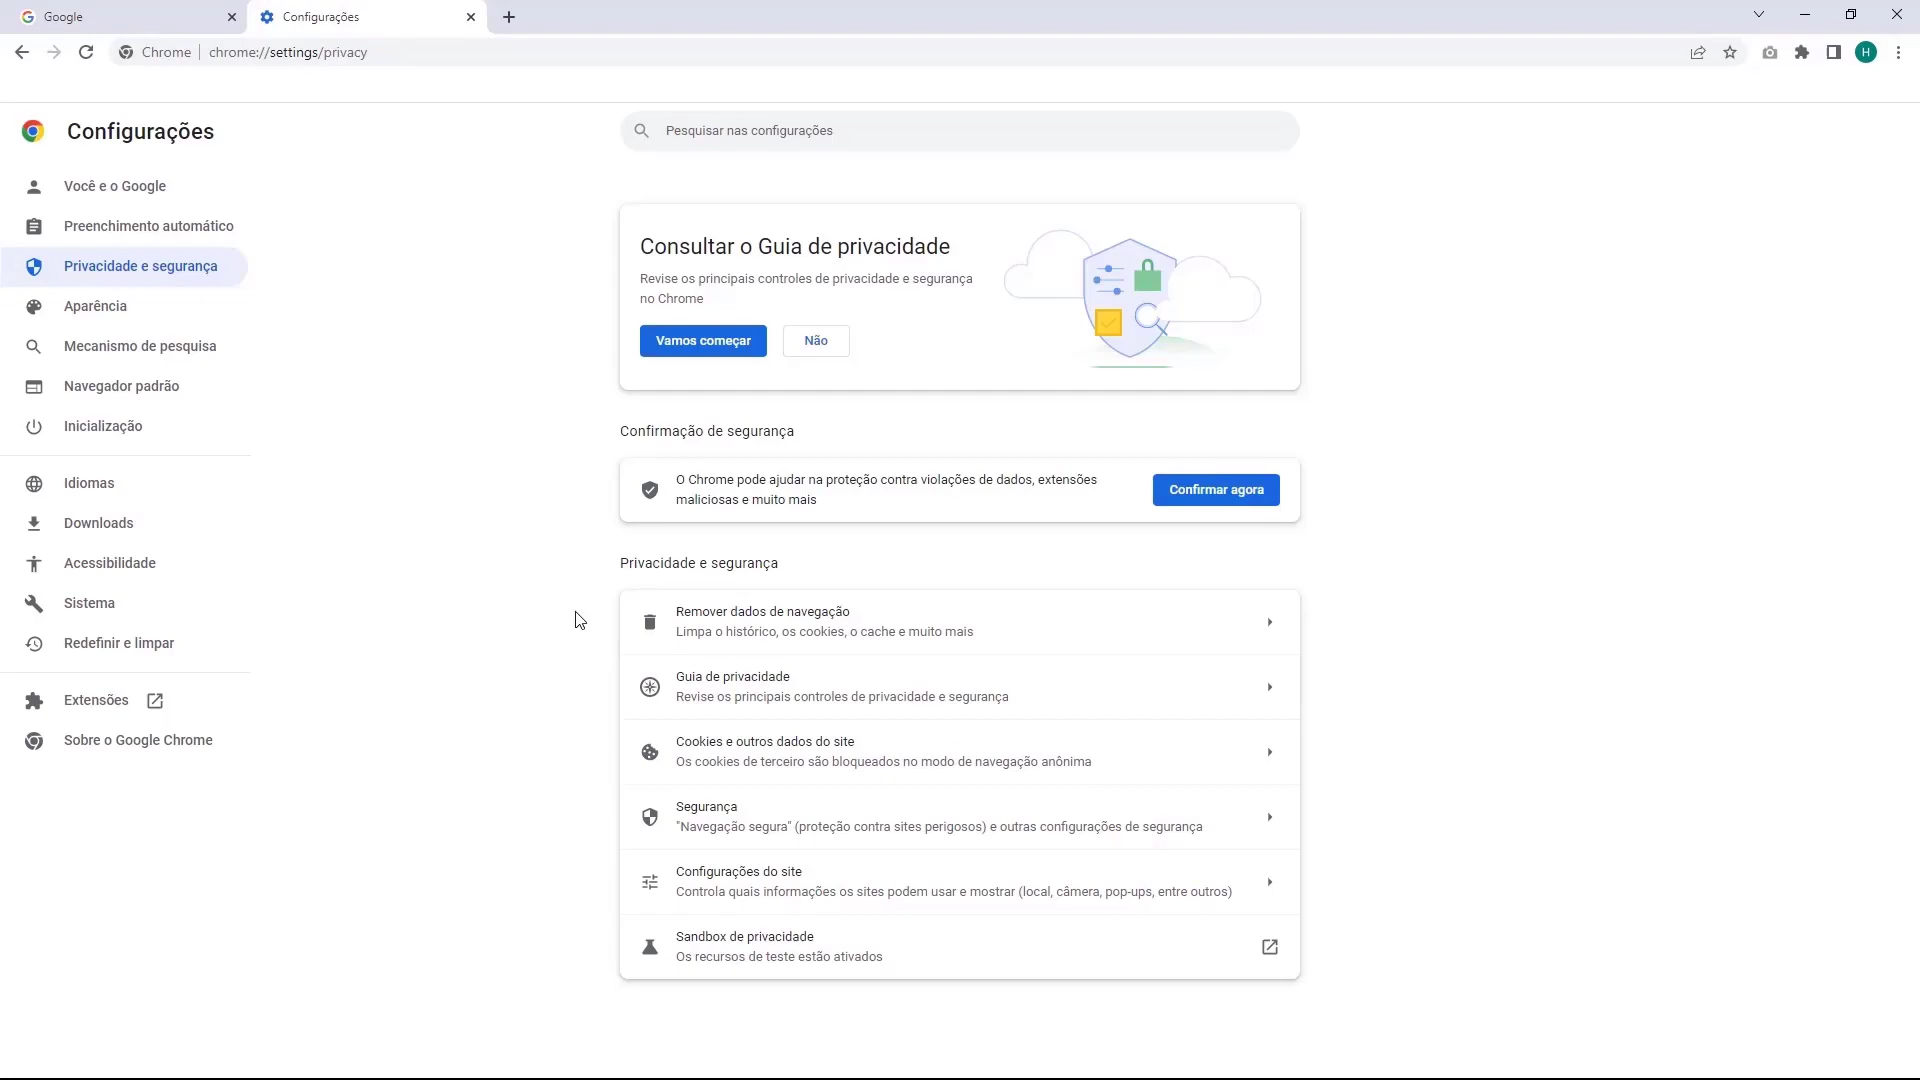 Google
Configurações
Chrome
chrome://settings/privacy
H
Configurações
Pesquisar nas configurações
Você e o Google
Preenchimento automático
Privacidade e segurança
Aparência
Mecanismo de pesquisa
Navegador padrão
Inicialização
Idiomas
Downloads
Acessibilidade
Sistema
Redefinir e limpar
Extensões
Sobre o Google Chrome
Consultar o Guia de privacidade
Revise os principais controles de privacidade e segurança
no Chrome
Vamos começar
Não
Confirmação de segurança
O Chrome pode ajudar na proteção contra violações de dados, extensões
maliciosas e muito mais
Confirmar agora
Privacidade e segurança
Remover dados de navegação
Limpa o histórico, os cookies, o cache e muito mais
Guia de privacidade
Revise os principais controles de privacidade e segurança
Cookies e outros dados do site
Os cookies de terceiro são bloqueados no modo de navegação anônima
Segurança
"Navegação segura" (proteção contra sites perigosos) e outras configurações de segurança
Configurações do site
Controla quais informações os sites podem usar e mostrar (local, câmera, pop-ups, entre outros)
Sandbox de privacidade
Os recursos de teste estão ativados